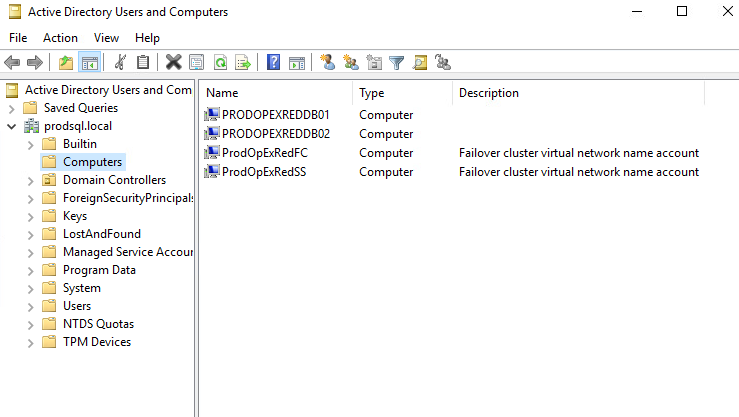 Active Directory Users and Computers
File Action View Help
Active Directory Users and Com
Saved Queries
prodsql.local
Builtin
Computers
Domain Controllers
ForeignSecurityPrincipals
Keys
LostAndFound
Managed Service Accour
Program Data
System
Users
NTDS Quotas
TPM Devices
Name Type Description
PRODOPEXREDDB01 Computer
PRODOPEXREDDB02 Computer
ProdOpExRedFC Computer Failover cluster virtual network name account
ProdOpExRedSS Computer Failover cluster virtual network name account